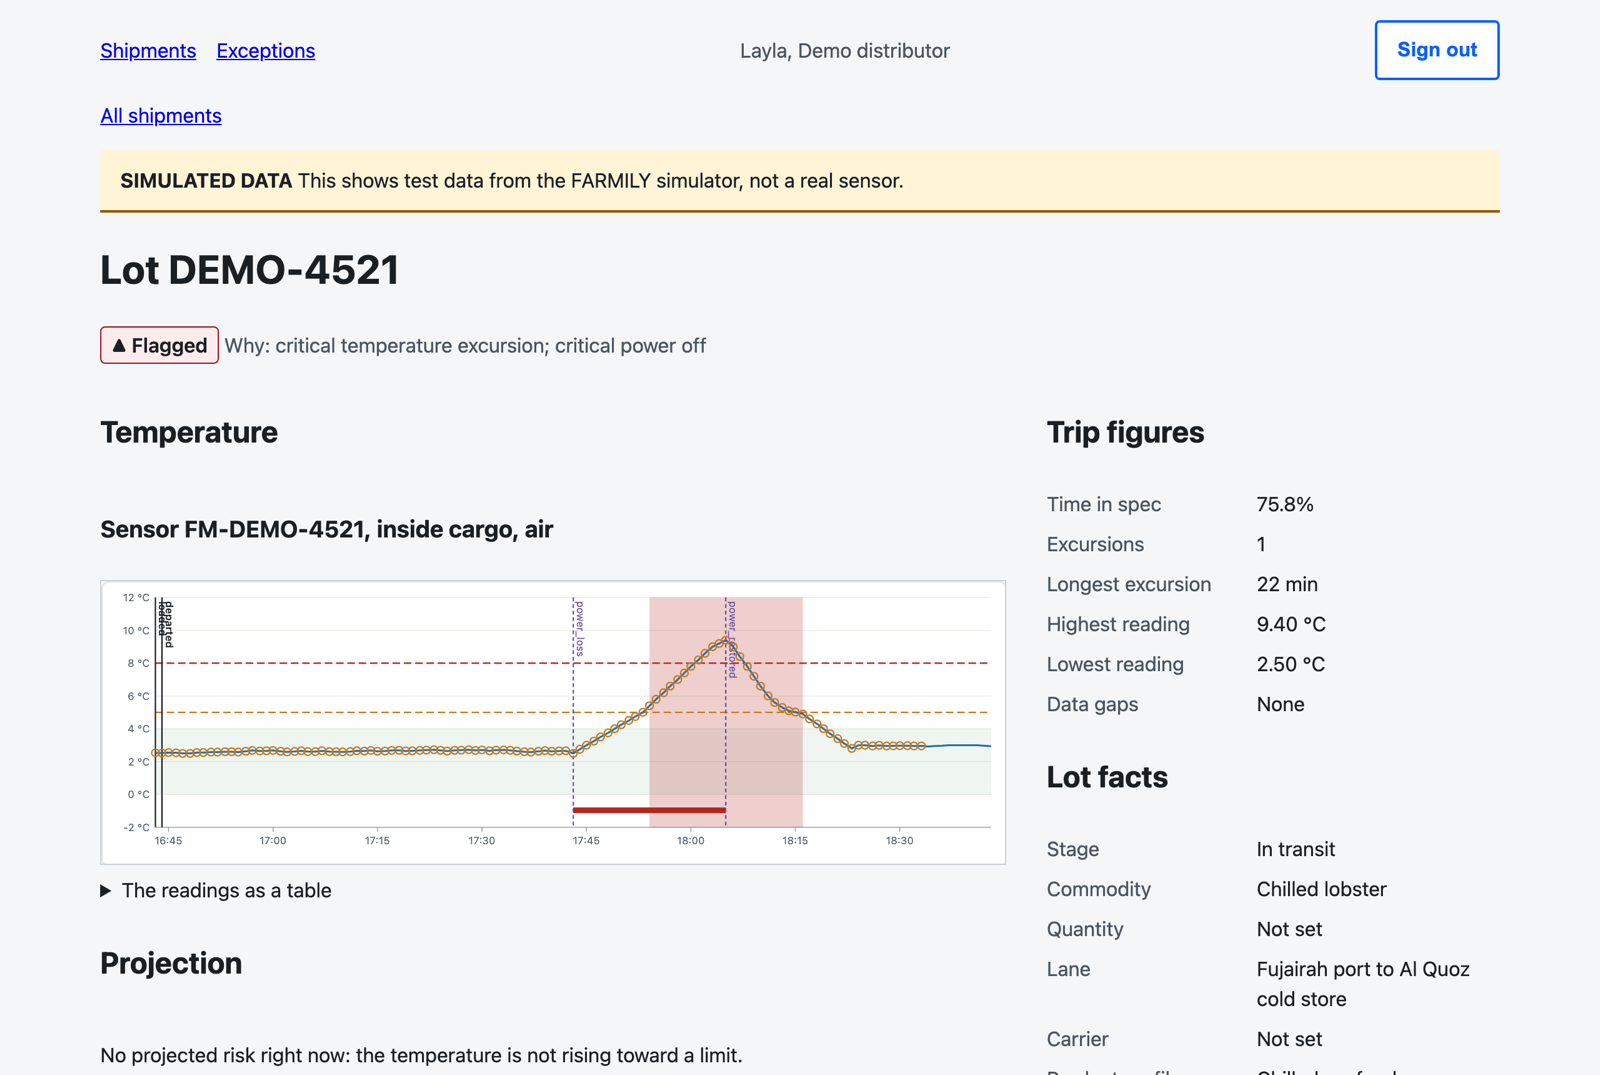 Shipments Exceptions Layla, Demo distributor Sign out
All shipments
SIMULATED DATA This shows test data from the FARMILY simulator, not a real sensor.
Lot DEMO-4521
▲ Flagged Why: critical temperature excursion; critical power off
Temperature
Sensor FM-DEMO-4521, inside cargo, air
12 °C
10 °C
8 °C
6 °C
4 °C
2 °C
0 °C
-2 °C
loaded
departed
power_loss
power_restored
16:45 17:00 17:15 17:30 17:45 18:00 18:15 18:30
▶ The readings as a table
Projection
No projected risk right now: the temperature is not rising toward a limit.
Trip figures
Time in spec 75.8%
Excursions 1
Longest excursion 22 min
Highest reading 9.40 °C
Lowest reading 2.50 °C
Data gaps None
Lot facts
Stage In transit
Commodity Chilled lobster
Quantity Not set
Lane Fujairah port to Al Quoz
cold store
Carrier Not set